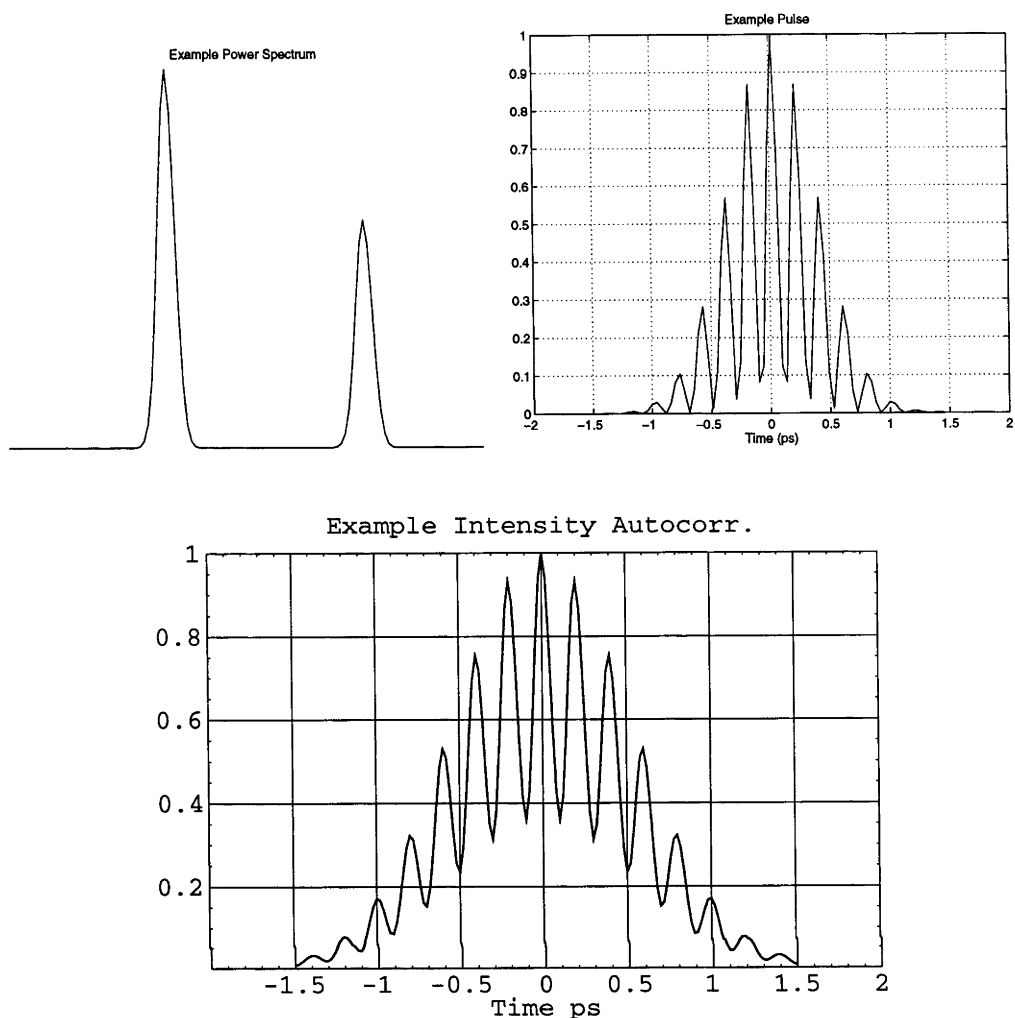 Example Power Spectrum
Example Pulse
1
0.9
0.8
0.7
0.6
0.5
0.4
0.3
0.2
0.1
0
-2 -1.5 -1 -0.5 0 0.5 1 1.5 2
Time (ps)
Example Intensity Autocorr.
1
0.8
0.6
0.4
0.2
-1.5 -1 -0.5 0 0.5 1 1.5 2
Time ps